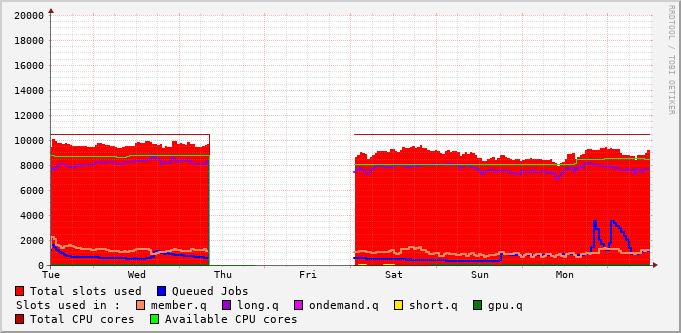 20000
18000
16000
14000
12000
10000
8000
6000
4000
2000
0
Tue Wed Thu Fri Sat Sun Mon
Total slots used Queued Jobs
Slots used in : member.q long.q ondemand.q short.q gpu.q
Total CPU cores Available CPU cores
RRDTOOL / TOBI OETIKER